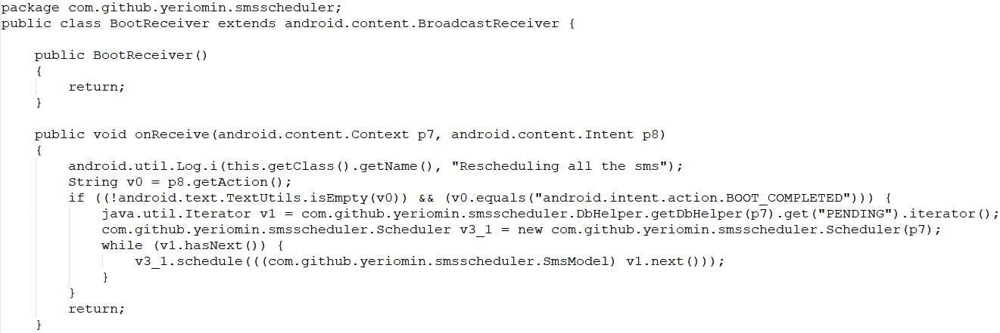 package com.github.yeriomin.smsscheduler;
public class BootReceiver extends android.content.BroadcastReceiver {
public BootReceiver()
{
return;
}
public void onReceive(android.content.Context p7, android.content.Intent p8)
{
android.util.Log.i(this.getClass().getName(), "Rescheduling all the sms");
String v0 = p8.getAction();
if ((!android.text.TextUtils.isEmpty(v0)) && (v0.equals("android.intent.action.BOOT_COMPLETED"))) {
java.util.Iterator v1 = com.github.yeriomin.smsscheduler.DbHelper.getDbHelper(p7).get("PENDING").iterator();
com.github.yeriomin.smsscheduler.Scheduler v3_1 = new com.github.yeriomin.smsscheduler.Scheduler(p7);
while (v1.hasNext()) {
v3_1.schedule(((com.github.yeriomin.smsscheduler.SmsModel) v1.next()));
}
}
return;
}